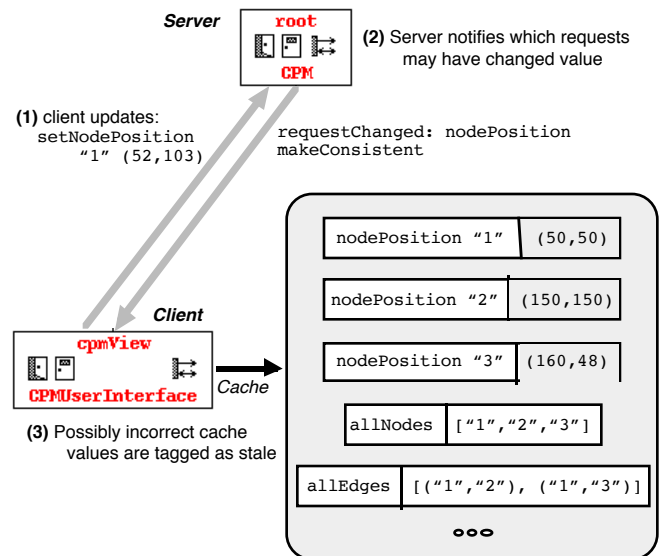 Server
root
CPM
(2) Server notifies which requests
may have changed value
(1) client updates:
setNodePosition
“1” (52,103)
requestChanged: nodePosition
makeConsistent
nodePosition “1” (50,50)
nodePosition “2” (150,150)
nodePosition “3” (160,48)
allNodes [“1”,“2”,“3”]
allEdges [(“1”,“2”), (“1”,“3”)]
Client
cpmView
CPMUserInterface
Cache
(3) Possibly incorrect cache
values are tagged as stale